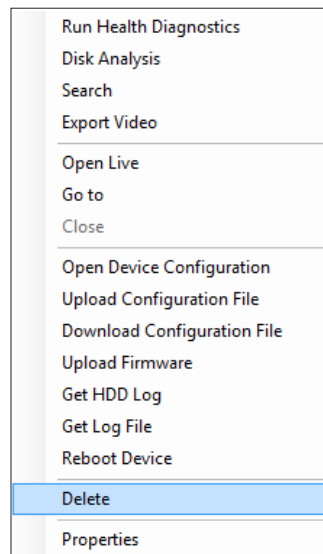 Run Health Diagnostics
Disk Analysis
Search
Export Video
Open Live
Go to
Close
Open Device Configuration
Upload Configuration File
Download Configuration File
Upload Firmware
Get HDD Log
Get Log File
Reboot Device
Delete
Properties